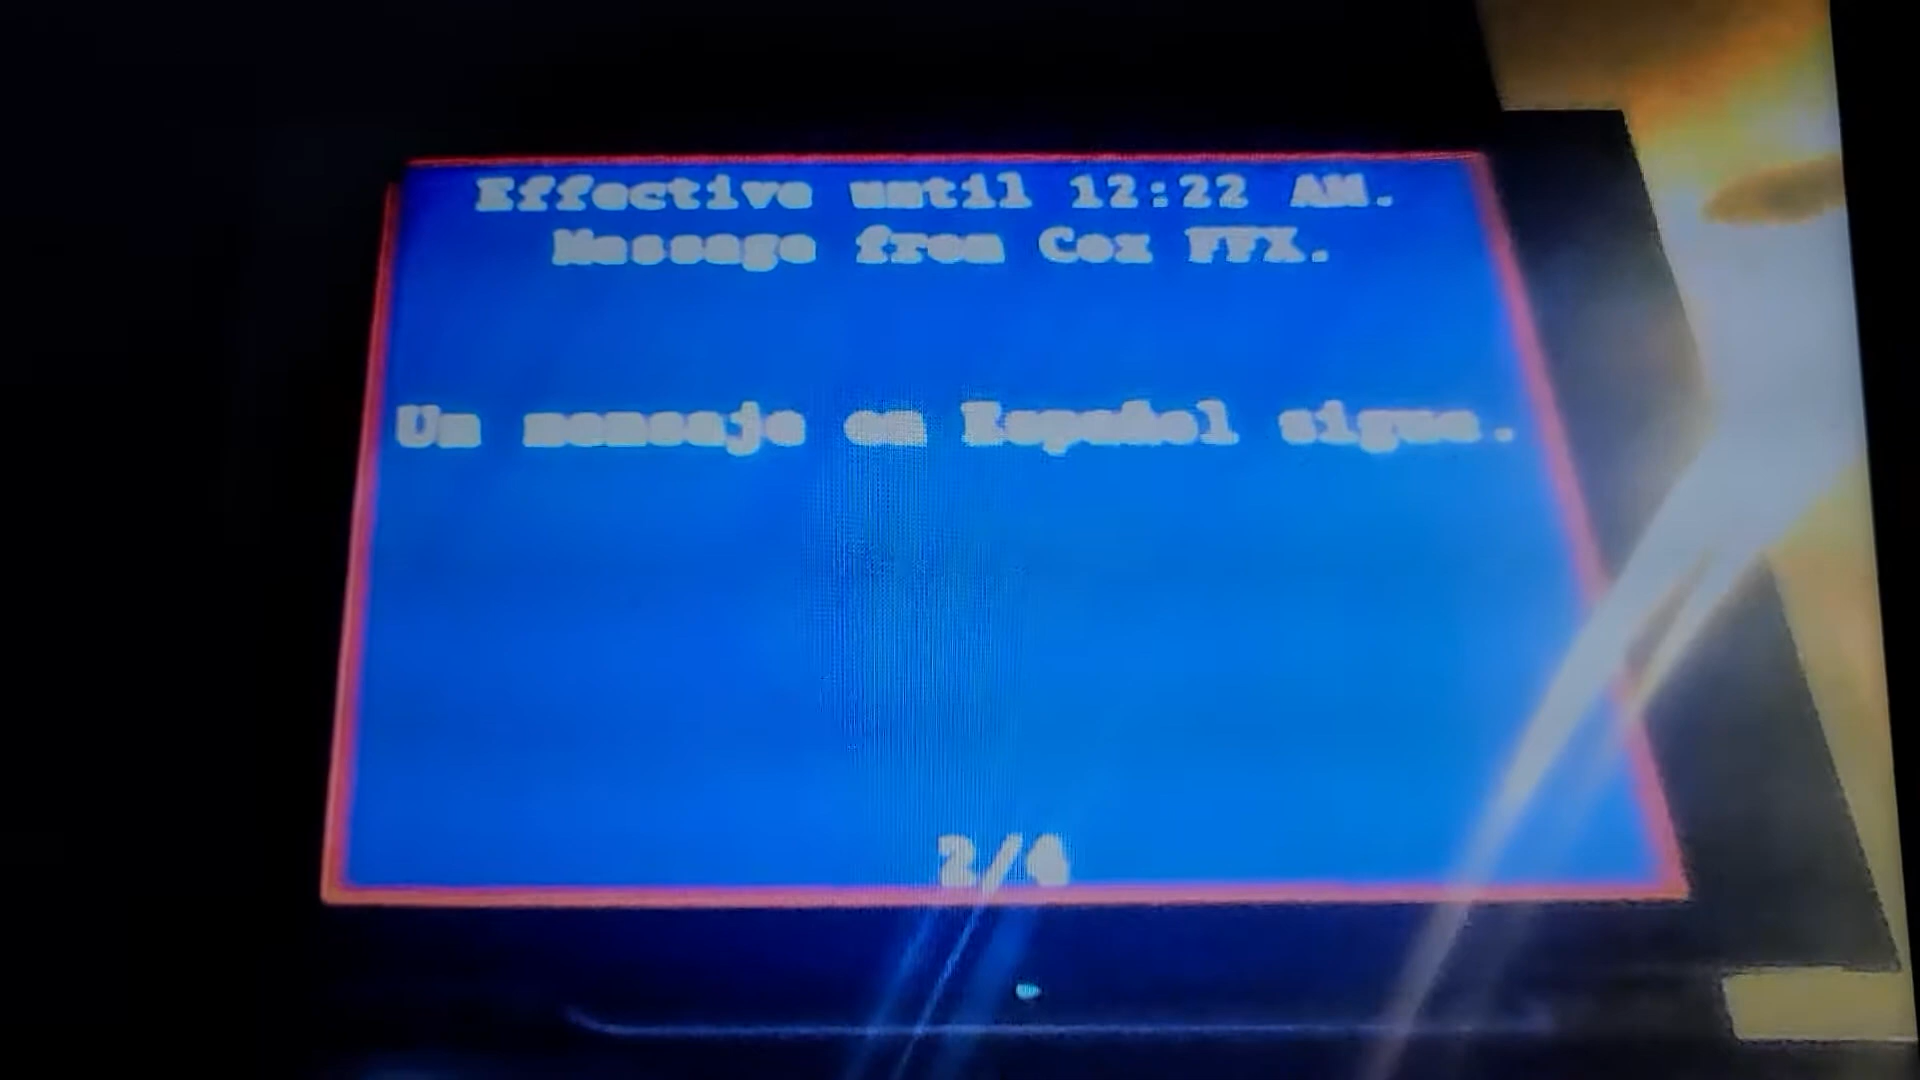 Effective until 12:22 AM.
Message from Cox FFX.
Un mensaje en Español sigue.
2/4